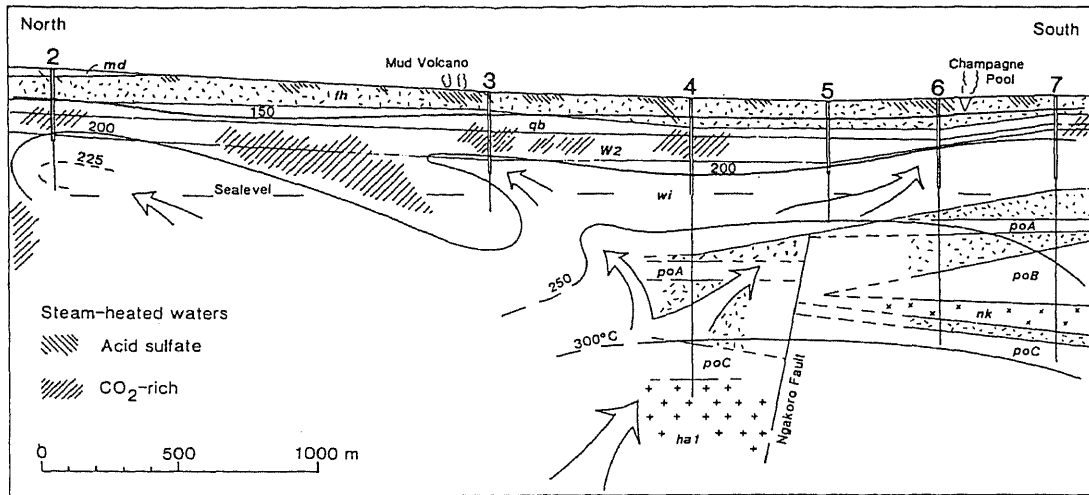 North
South
2
md
Mud Volcano
3
4
5
6
Champagne
Pool
7
fh
150
qb
200
W2
225
200
Sealevel
wi
poA
poA
250
poB
nk
300°C
poC
poC
Ngakoro Fault
ha1
Steam-heated waters
Acid sulfate
CO2-rich
0
500
1000 m